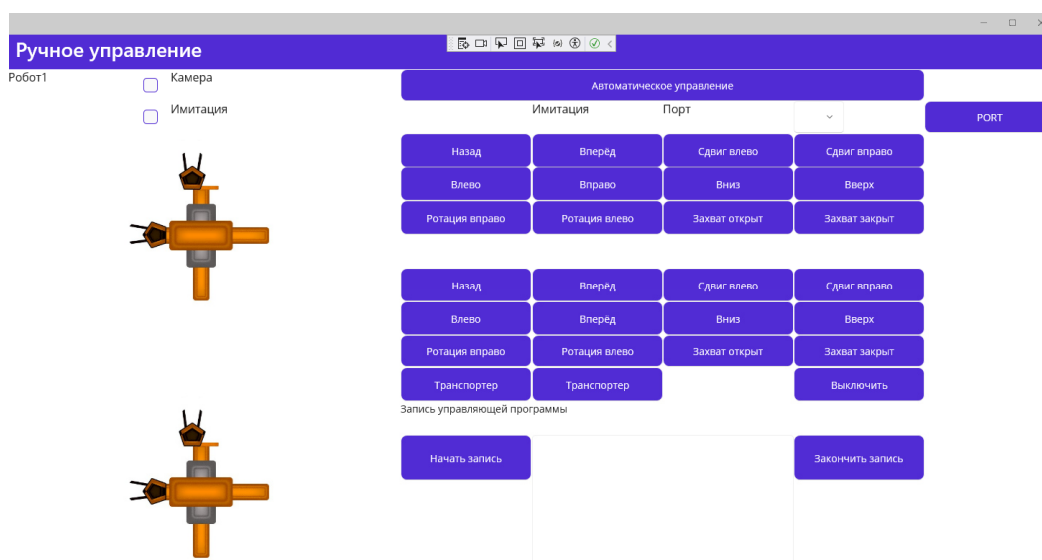 Ручное управление
Робот1
Камера
Автоматическое управление
Имитация
Имитация
Порт
PORT
Назад
Вперёд
Сдвиг влево
Сдвиг вправо
Влево
Вправо
Вниз
Вверх
Ротация вправо
Ротация влево
Захват открыт
Захват закрыт
Назад
Вперёд
Сдвиг влево
Сдвиг вправо
Влево
Вперёд
Вниз
Вверх
Ротация вправо
Ротация влево
Захват открыт
Захват закрыт
Транспортер
Транспортер
Выключить
Запись управляющей программы
Начать запись
Закончить запись